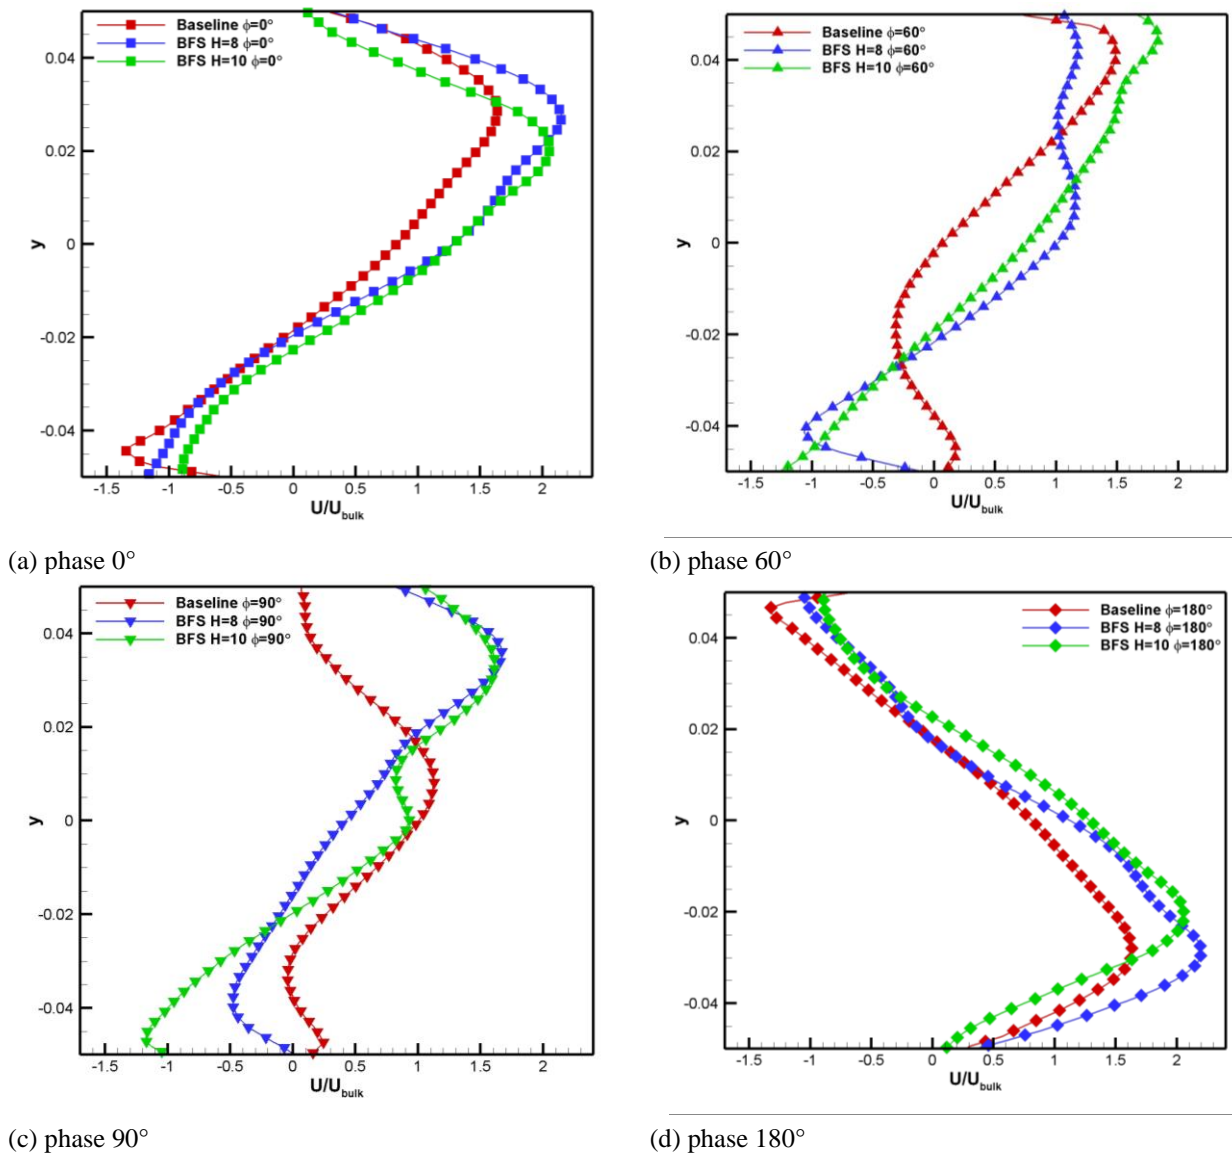 Baseline ϕ=0°
BFS H=8 ϕ=0°
BFS H=10 ϕ=0°
0.04
0.02
0
-0.02
-0.04
y
-1.5 -1 -0.5 0 0.5 1 1.5 2
U/Ubulk
(a) phase 0°
Baseline ϕ=60°
BFS H=8 ϕ=60°
BFS H=10 ϕ=60°
0.04
0.02
0
-0.02
-0.04
y
-1.5 -1 -0.5 0 0.5 1 1.5 2
U/Ubulk
(b) phase 60°
Baseline ϕ=90°
BFS H=8 ϕ=90°
BFS H=10 ϕ=90°
0.04
0.02
0
-0.02
-0.04
y
-1.5 -1 -0.5 0 0.5 1 1.5 2
U/Ubulk
(c) phase 90°
Baseline ϕ=180°
BFS H=8 ϕ=180°
BFS H=10 ϕ=180°
0.04
0.02
0
-0.02
-0.04
y
-1.5 -1 -0.5 0 0.5 1 1.5 2
U/Ubulk
(d) phase 180°